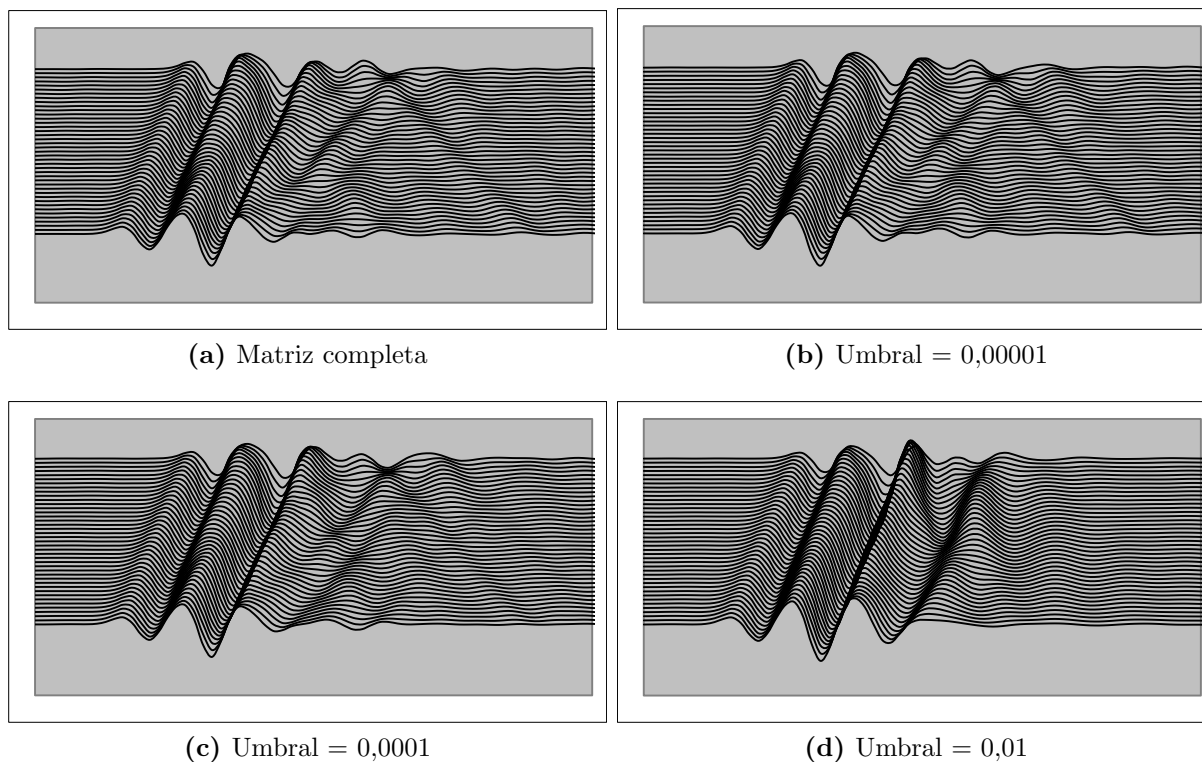 (a) Matriz completa
(b) Umbral = 0,00001
(c) Umbral = 0,0001
(d) Umbral = 0,01